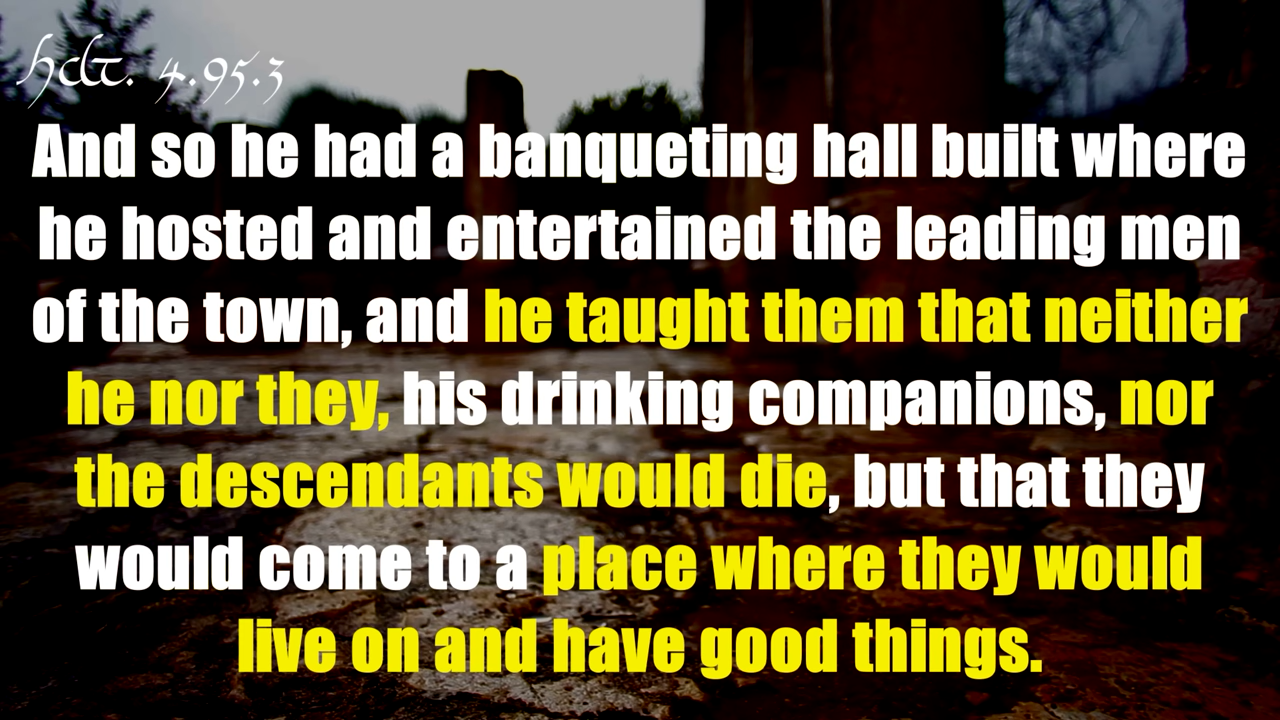 hdt. 4.95.3
And so he had a banqueting hall built where
he hosted and entertained the leading men
of the town, and he taught them that neither
he nor they, his drinking companions, nor
the descendants would die, but that they
would come to a place where they would
live on and have good things.